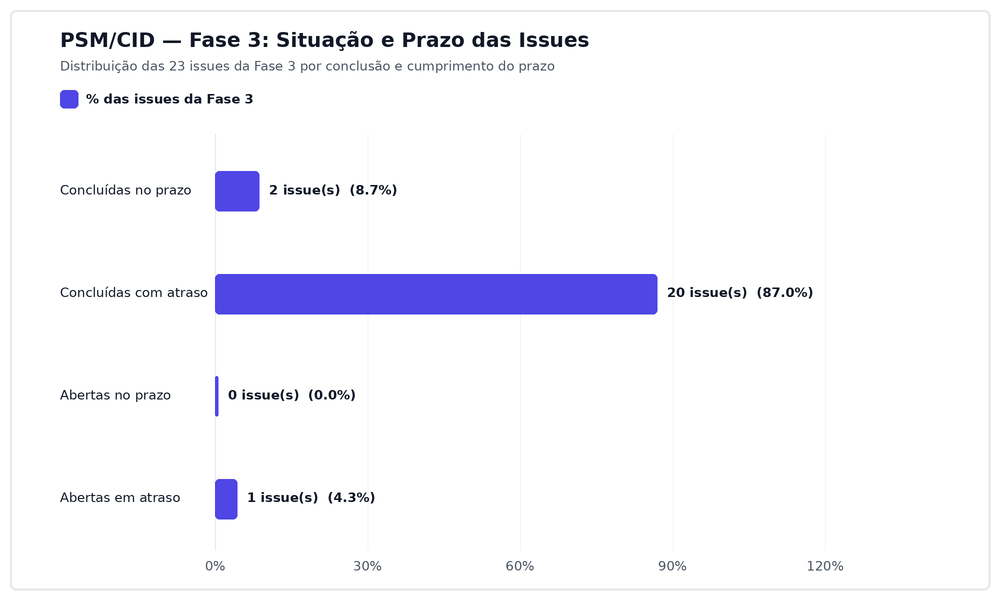 PSM/CID — Fase 3: Situação e Prazo das Issues
Distribuição das 23 issues da Fase 3 por conclusão e cumprimento do prazo
% das issues da Fase 3
Concluídas no prazo 2 issue(s) (8.7%)
Concluídas com atraso 20 issue(s) (87.0%)
Abertas no prazo 0 issue(s) (0.0%)
Abertas em atraso 1 issue(s) (4.3%)
0% 30% 60% 90% 120%